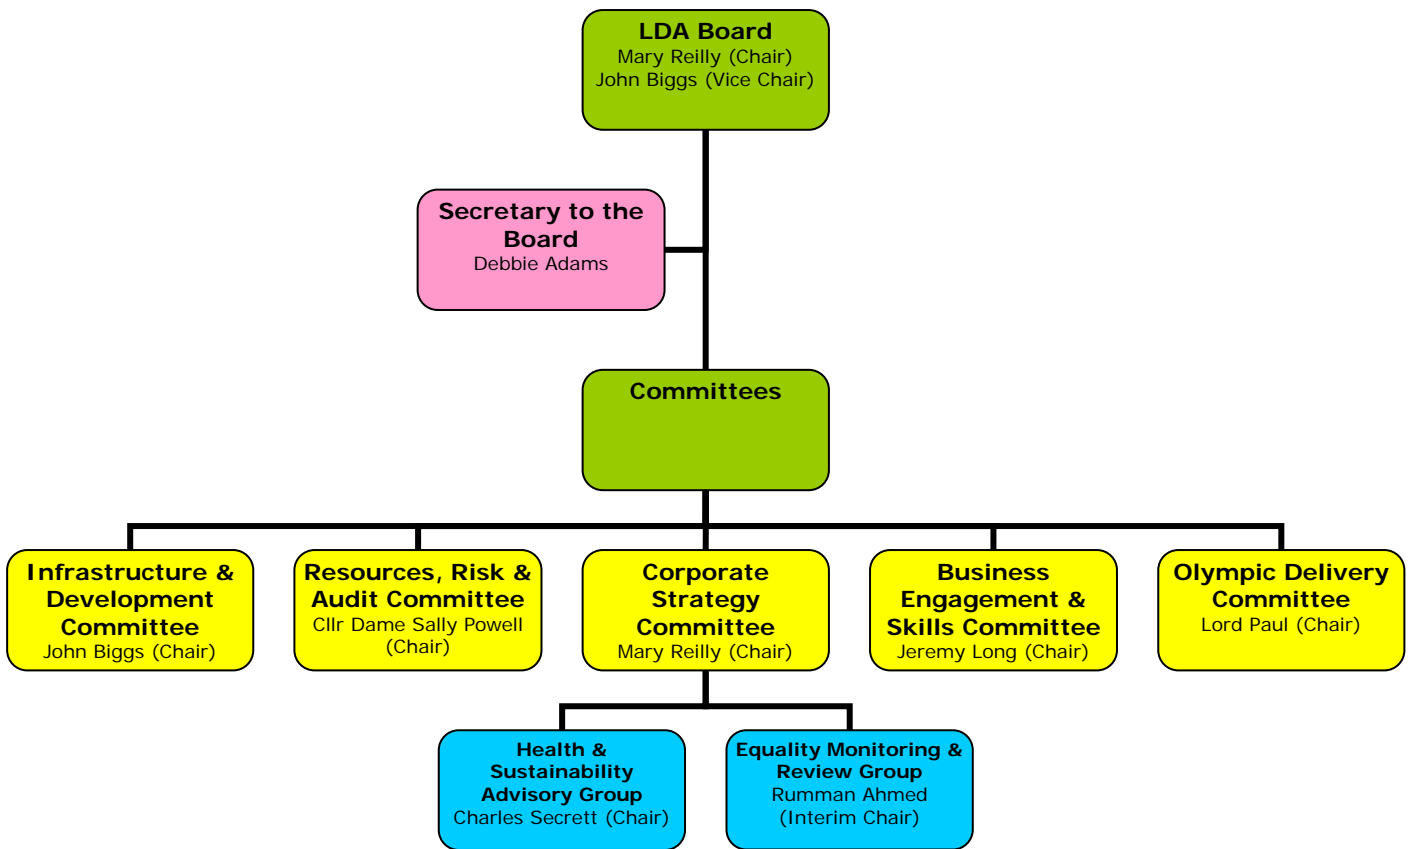 LDA Board
Mary Reilly (Chair)
John Biggs (Vice Chair)
Secretary to the
Board
Debbie Adams
Committees
Infrastructure &
Development
Committee
John Biggs (Chair)
Resources, Risk &
Audit Committee
Cllr Dame Sally Powell
(Chair)
Corporate
Strategy
Committee
Mary Reilly (Chair)
Business
Engagement &
Skills Committee
Jeremy Long (Chair)
Olympic Delivery
Committee
Lord Paul (Chair)
Health &
Sustainability
Advisory Group
Charles Secrett (Chair)
Equality Monitoring &
Review Group
Rumman Ahmed
(Interim Chair)